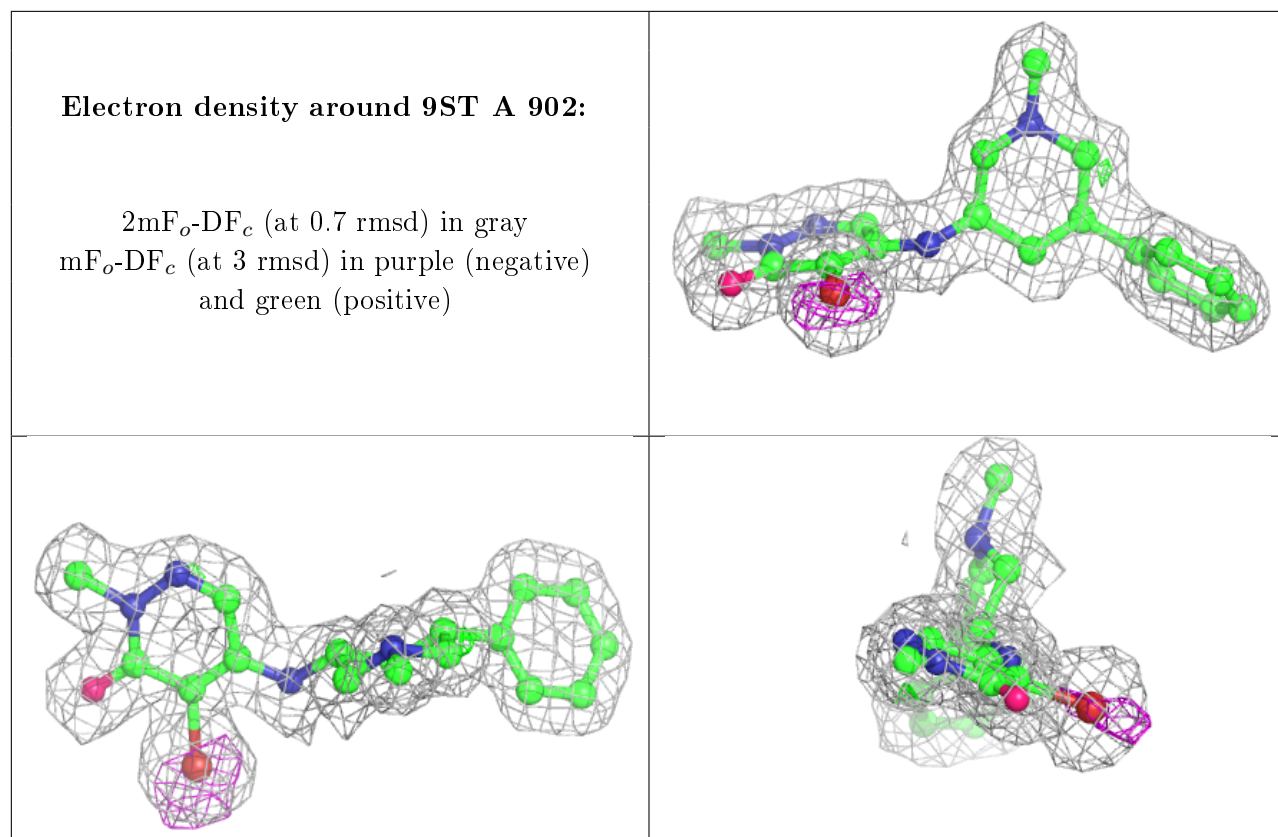 Electron density around 9ST A 902:
2mFo-DFc (at 0.7 rmsd) in gray
mFo-DFc (at 3 rmsd) in purple (negative)
and green (positive)